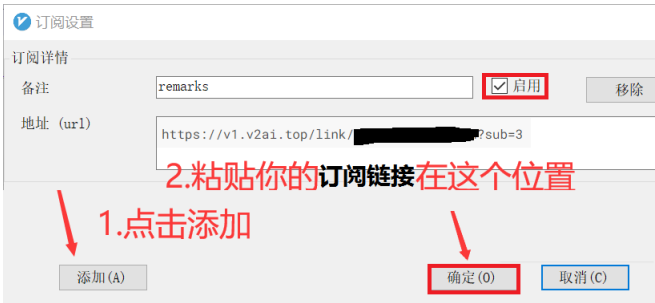 订阅设置
订阅详情
备注
remarks
启用
移除
地址 (url)
https://v1.v2ai.top/link/
?sub=3
2.粘贴你的订阅链接在这个位置
1.点击添加
添加(A)
确定(O)
取消(C)